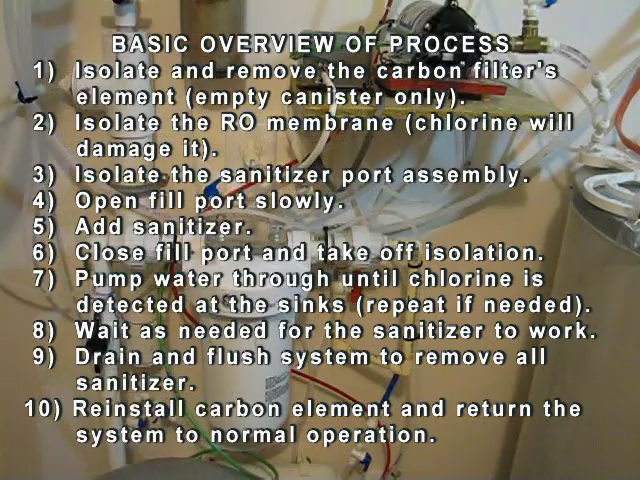 BASIC OVERVIEW OF PROCESS
1) Isolate and remove the carbon filter's
element (empty canister only).
2) Isolate the RO membrane (chlorine will
damage it).
3) Isolate the sanitizer port assembly.
4) Open fill port slowly.
5) Add sanitizer.
6) Close fill port and take off isolation.
7) Pump water through until chlorine is
detected at the sinks (repeat if needed).
8) Wait as needed for the sanitizer to work.
9) Drain and flush system to remove all
sanitizer.
10) Reinstall carbon element and return the
system to normal operation.